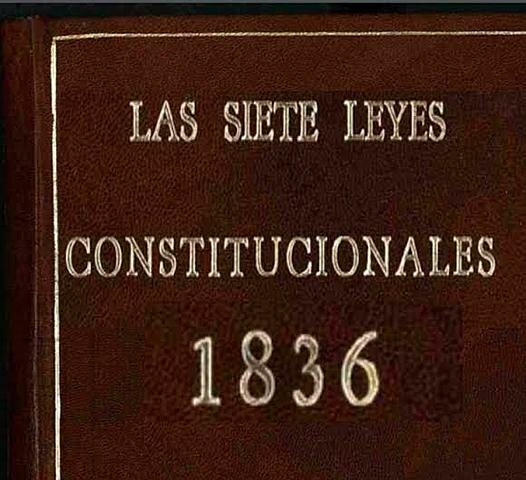 LAS SIETE LEYES
CONSTITUCIONALES
1836